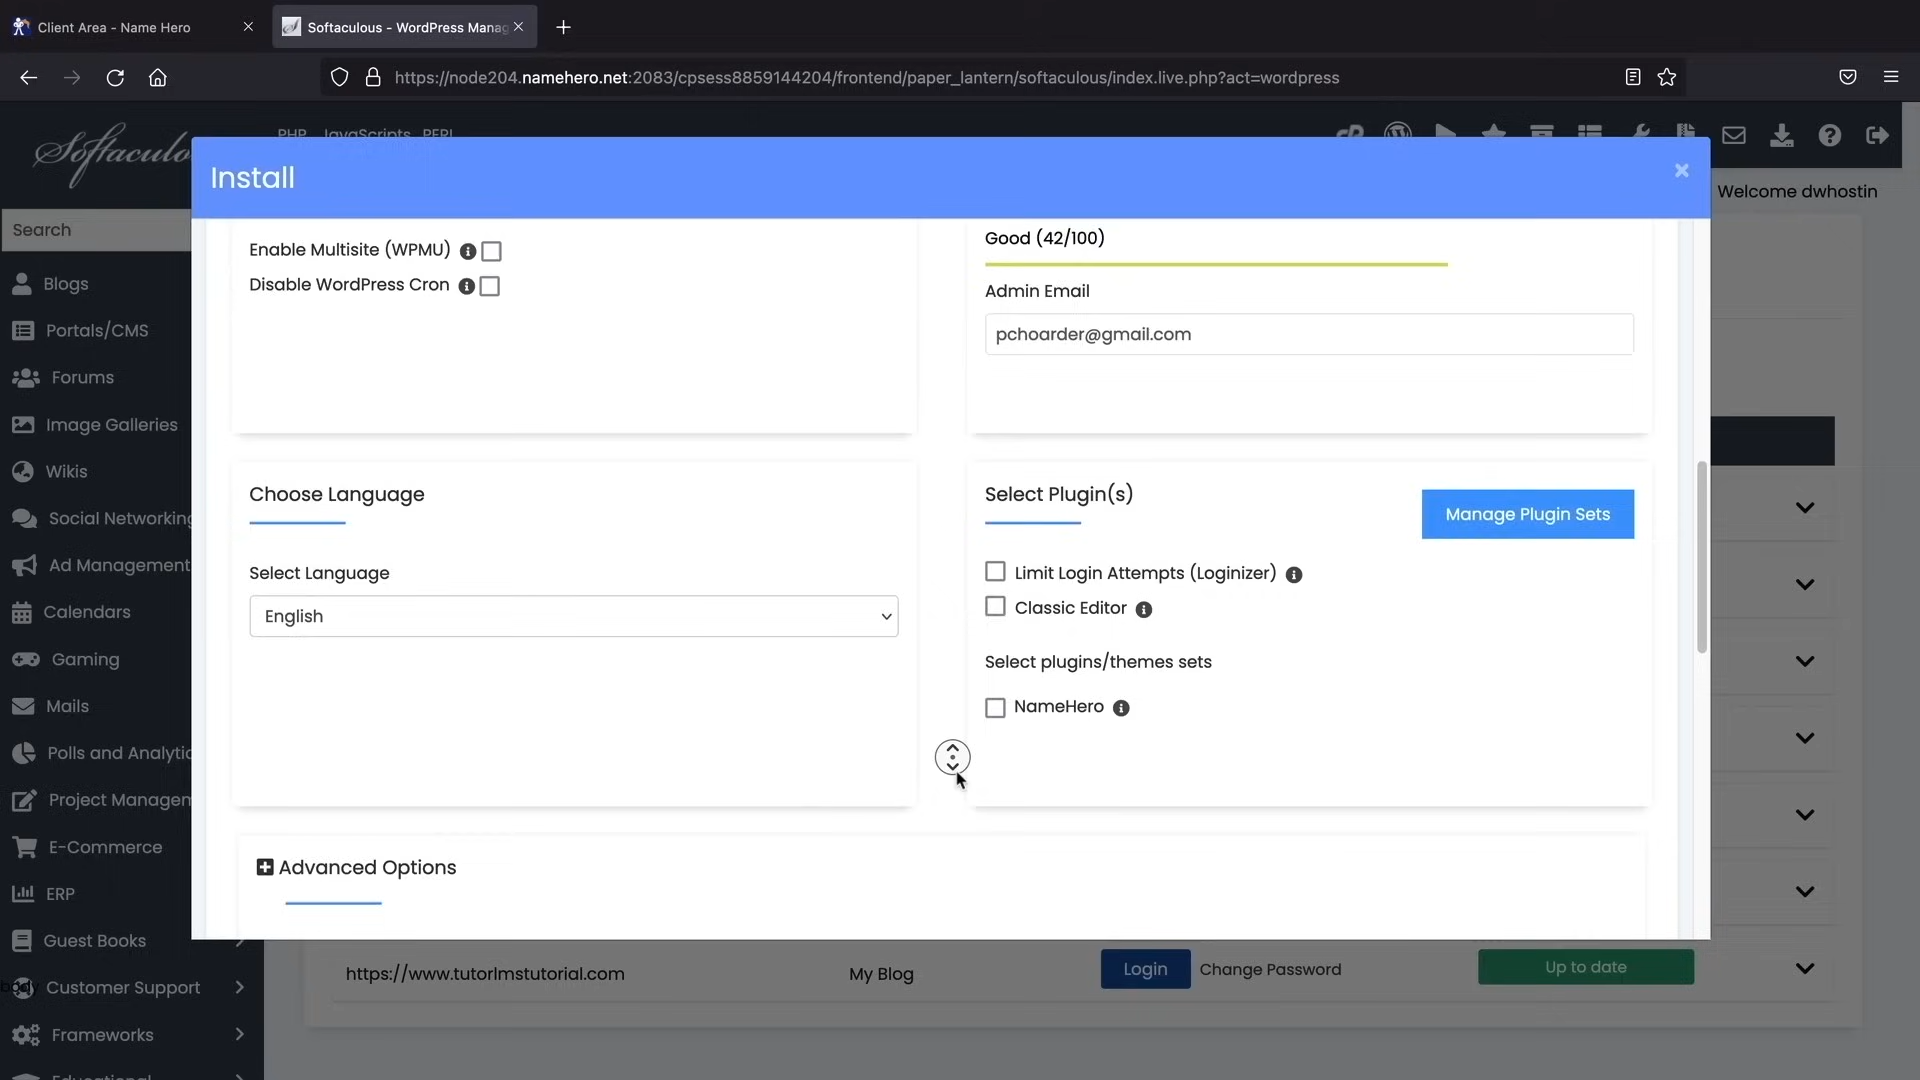 Client Area - Name Hero
Softaculous - WordPress Manag
https://node204.namehero.net:2083/cpsess8859144204/frontend/paper_lantern/softaculous/index.live.php?act=wordpress
Softaculo
PHP JavaScripts PERL
Install
Welcome dwhostin
Search
Blogs
Portals/CMS
Forums
Image Galleries
Wikis
Social Networking
Ad Management
Calendars
Gaming
Mails
Polls and Analytic
Project Managem
E-Commerce
ERP
Guest Books
Customer Support
Frameworks
Educational
Enable Multisite (WPMU)
Disable WordPress Cron
Good (42/100)
Admin Email
pchoarder@gmail.com
Choose Language
Select Language
English
Select Plugin(s)
Manage Plugin Sets
Limit Login Attempts (Loginizer)
Classic Editor
Select plugins/themes sets
NameHero
Advanced Options
https://www.tutorlmstutorial.com
My Blog
Login
Change Password
Up to date